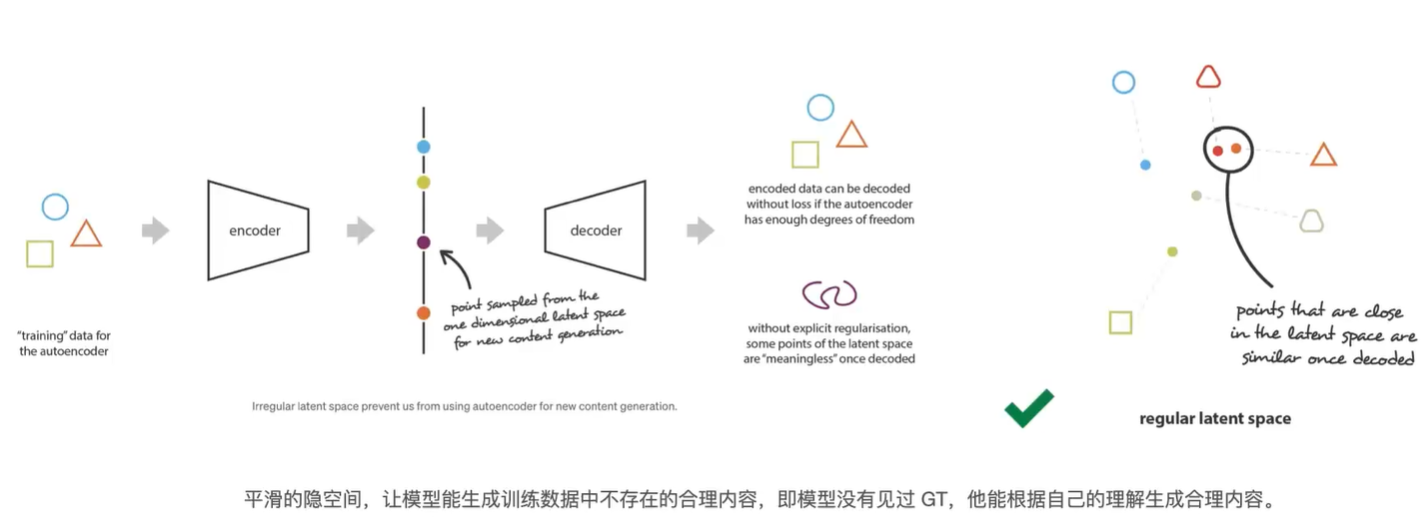 "training" data for
the autoencoder
encoder
point sampled from the
one dimensional latent space
for new content generation
decoder
encoded data can be decoded
without loss if the autoencoder
has enough degrees of freedom
without explicit regularisation,
some points of the latent space
are "meaningless" once decoded
Irregular latent space prevent us from using autoencoder for new content generation.
points that are close
in the latent space are
similar once decoded
regular latent space
平滑的隐空间，让模型能生成训练数据中不存在的合理内容，即模型没有见过 GT，他能根据自己的理解生成合理内容。